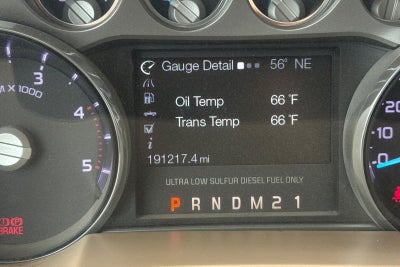 Gauge Detail 56° NE
Oil Temp 66 °F
Trans Temp 66 °F
i
191217.4 mi
ULTRA LOW SULFUR DIESEL FUEL ONLY
P R N D M 2 1
3
4
5
M x 1000
BRAKE
20
0